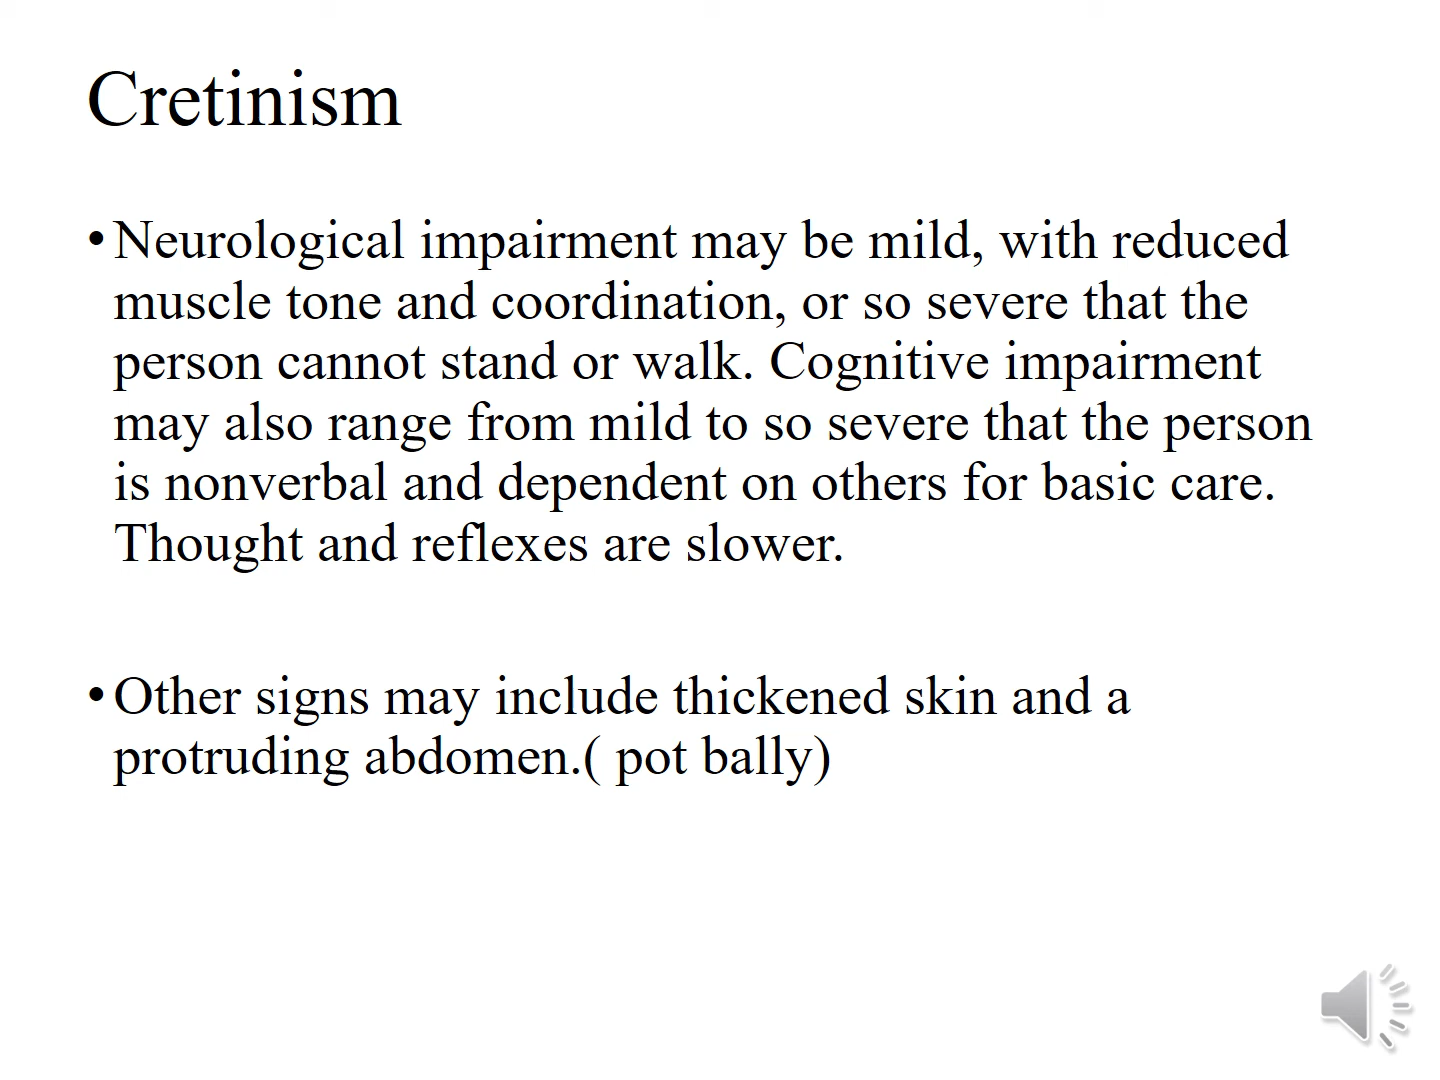 Cretinism
• Neurological impairment may be mild, with reduced
muscle tone and coordination, or so severe that the
person cannot stand or walk. Cognitive impairment
may also range from mild to so severe that the person
is nonverbal and dependent on others for basic care.
Thought and reflexes are slower.
• Other signs may include thickened skin and a
protruding abdomen.( pot bally)